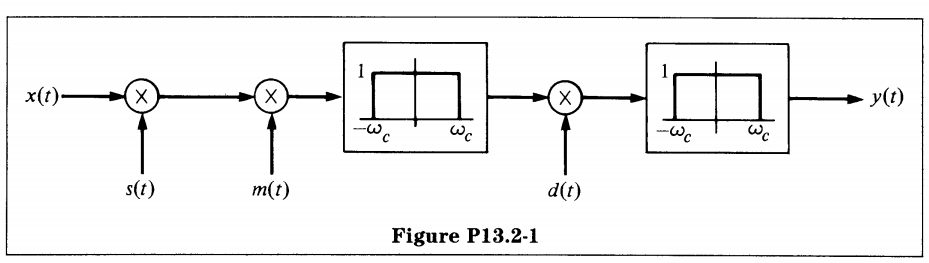 x(t)
×
×
1
−ω_c
ω_c
×
1
−ω_c
ω_c
y(t)
s(t)
m(t)
d(t)
Figure P13.2-1